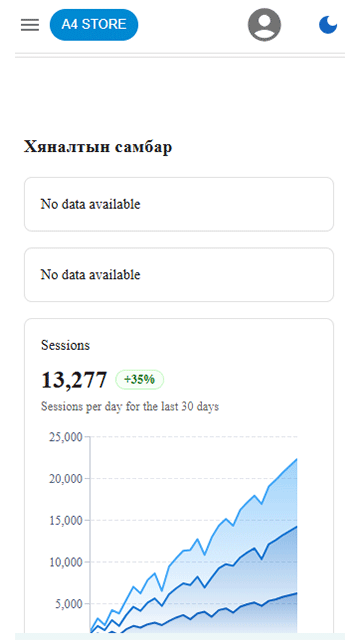 A4 STORE
Хяналтын самбар
No data available
No data available
Sessions
13,277 +35%
Sessions per day for the last 30 days
25,000
20,000
15,000
10,000
5,000